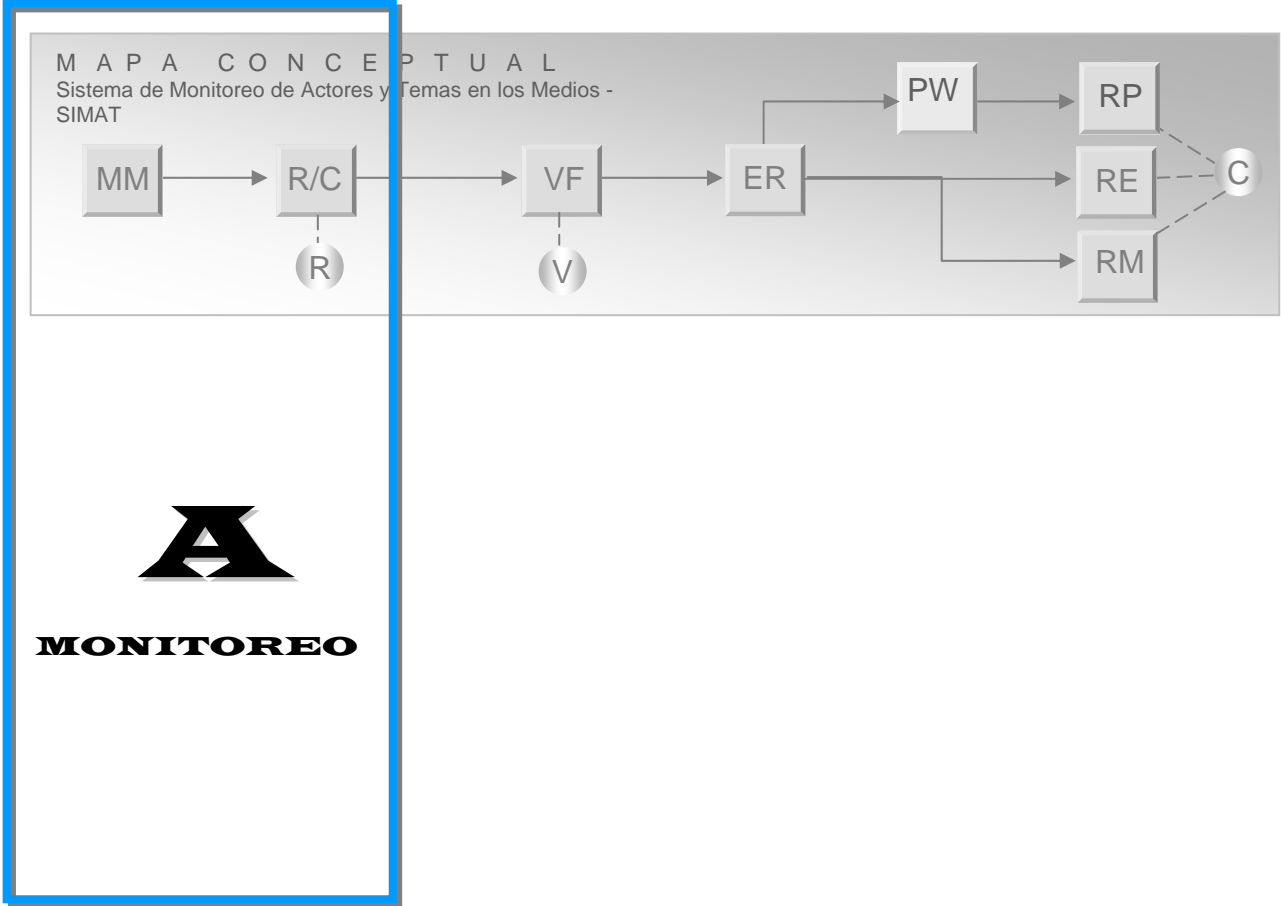 M A P A C O N C E P T U A L
Sistema de Monitoreo de Actores y Temas en los Medios -
SIMAT
PW
RP
MM
R/C
VF
ER
RE
C
R
V
RM
A
MONITOREO